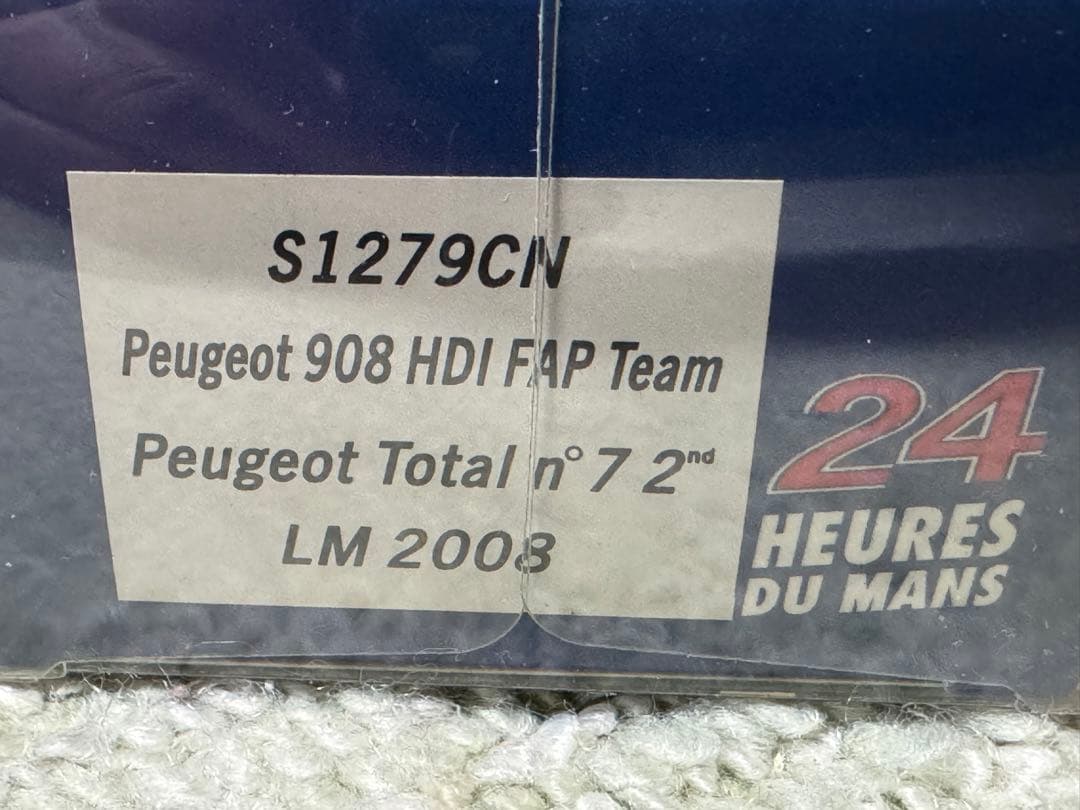 S1279CN
Peugeot 908 HDI FAP Team
Peugeot Total n° 7 2nd
LM 2008
24
HEURES
DU MANS